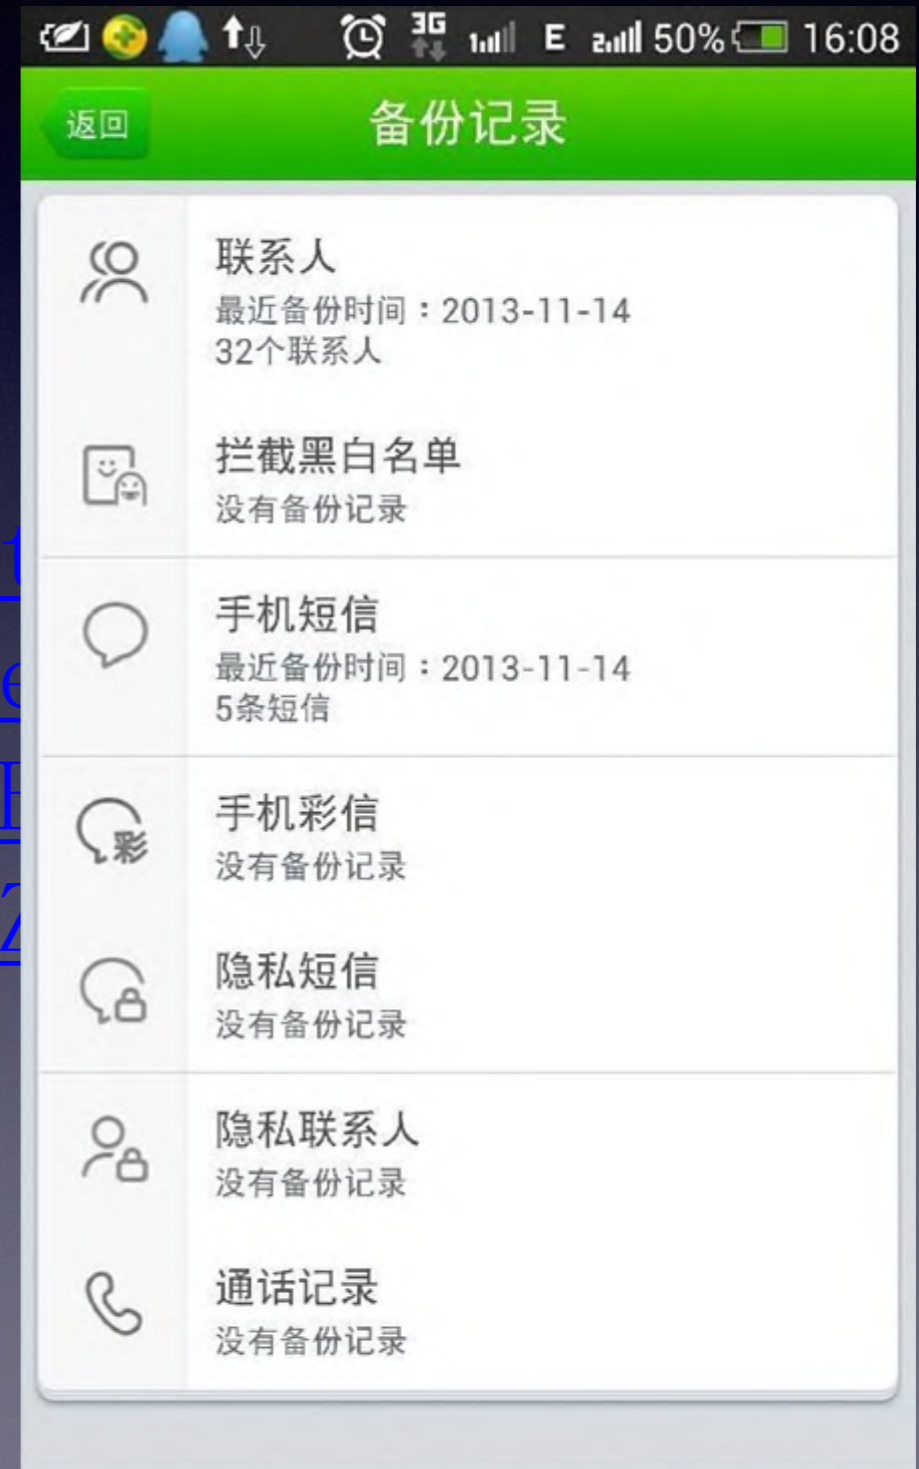 3G
E
50%
16:08
返回
备份记录
联系人
最近备份时间：2013-11-14
32个联系人
拦截黑白名单
没有备份记录
手机短信
最近备份时间：2013-11-14
5条短信
彩
手机彩信
没有备份记录
隐私短信
没有备份记录
隐私联系人
没有备份记录
通话记录
没有备份记录